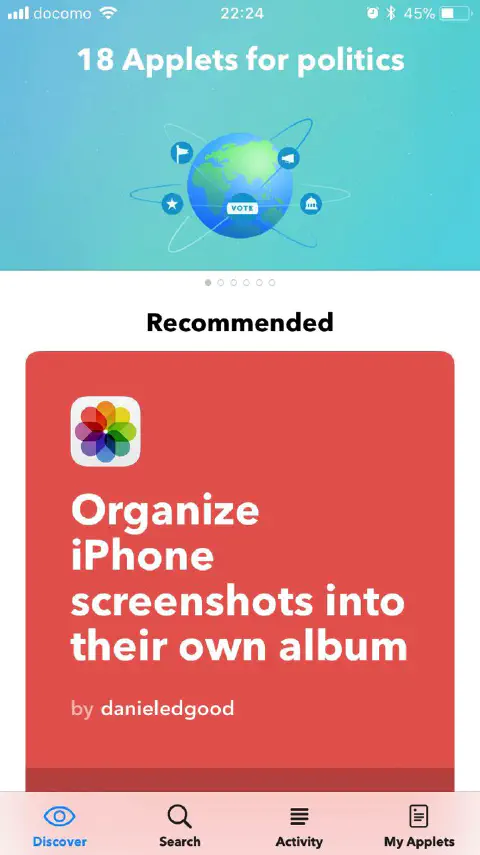 docomo 22:24 45%
18 Applets for politics
VOTE
Recommended
Organize
iPhone
screenshots into
their own album
by danieledgood
Discover Search Activity My Applets